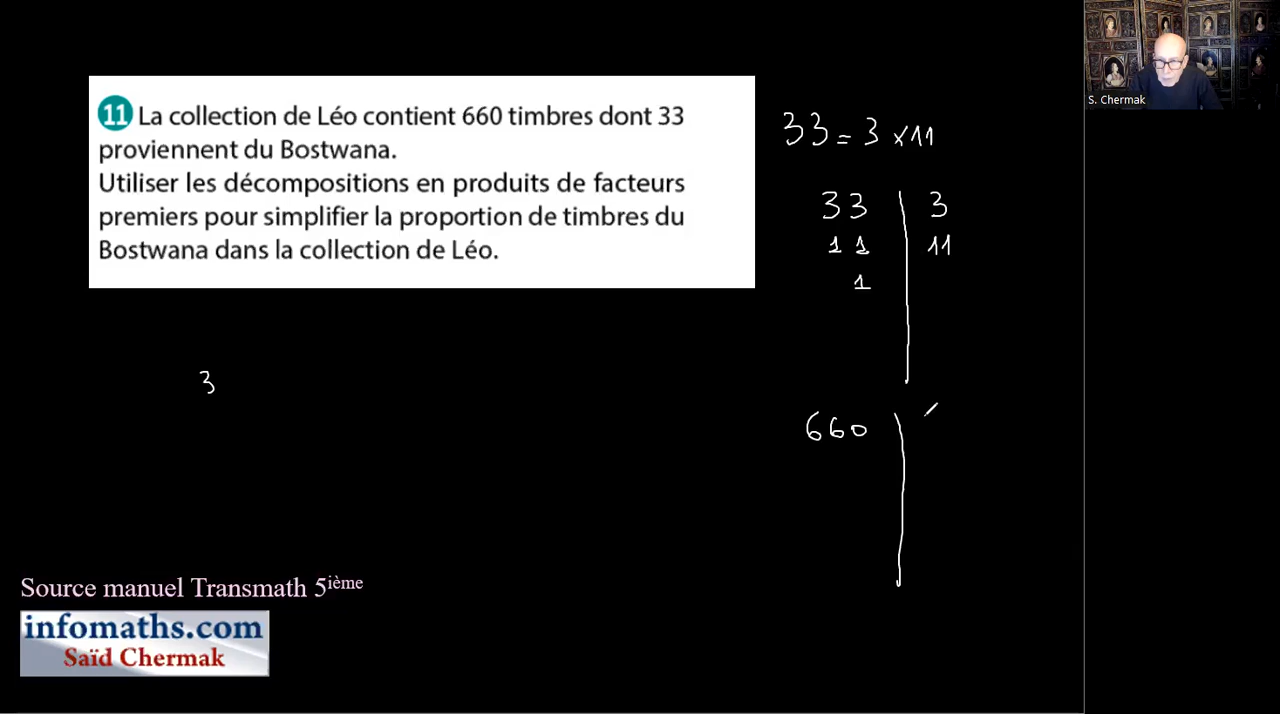 11 La collection de Léo contient 660 timbres dont 33
proviennent du Bostwana.
Utiliser les décompositions en produits de facteurs
premiers pour simplifier la proportion de timbres du
Bostwana dans la collection de Léo.
33 = 3 × 11
33 | 3
11 | 11
1
3
660
Source manuel Transmath 5ième
infomaths.com
Saïd Chermak
S. Chermak